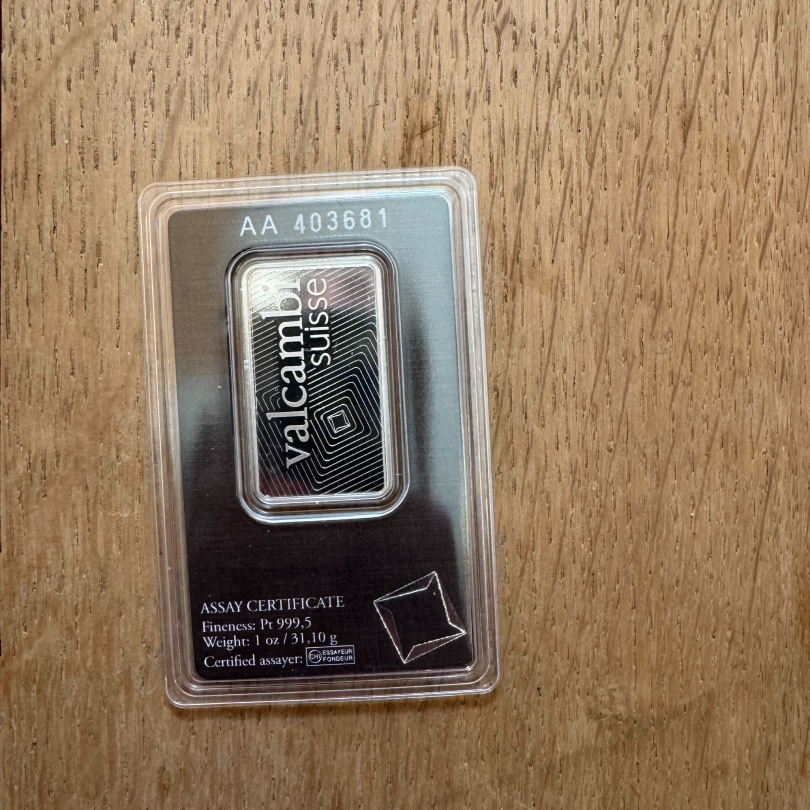 AA 403681
valcambi
suisse
ASSAY CERTIFICATE
Fineness: Pt 999,5
Weight: 1 oz / 31,10 g
Certified assayer: CHI ESSAYEUR FONDEUR